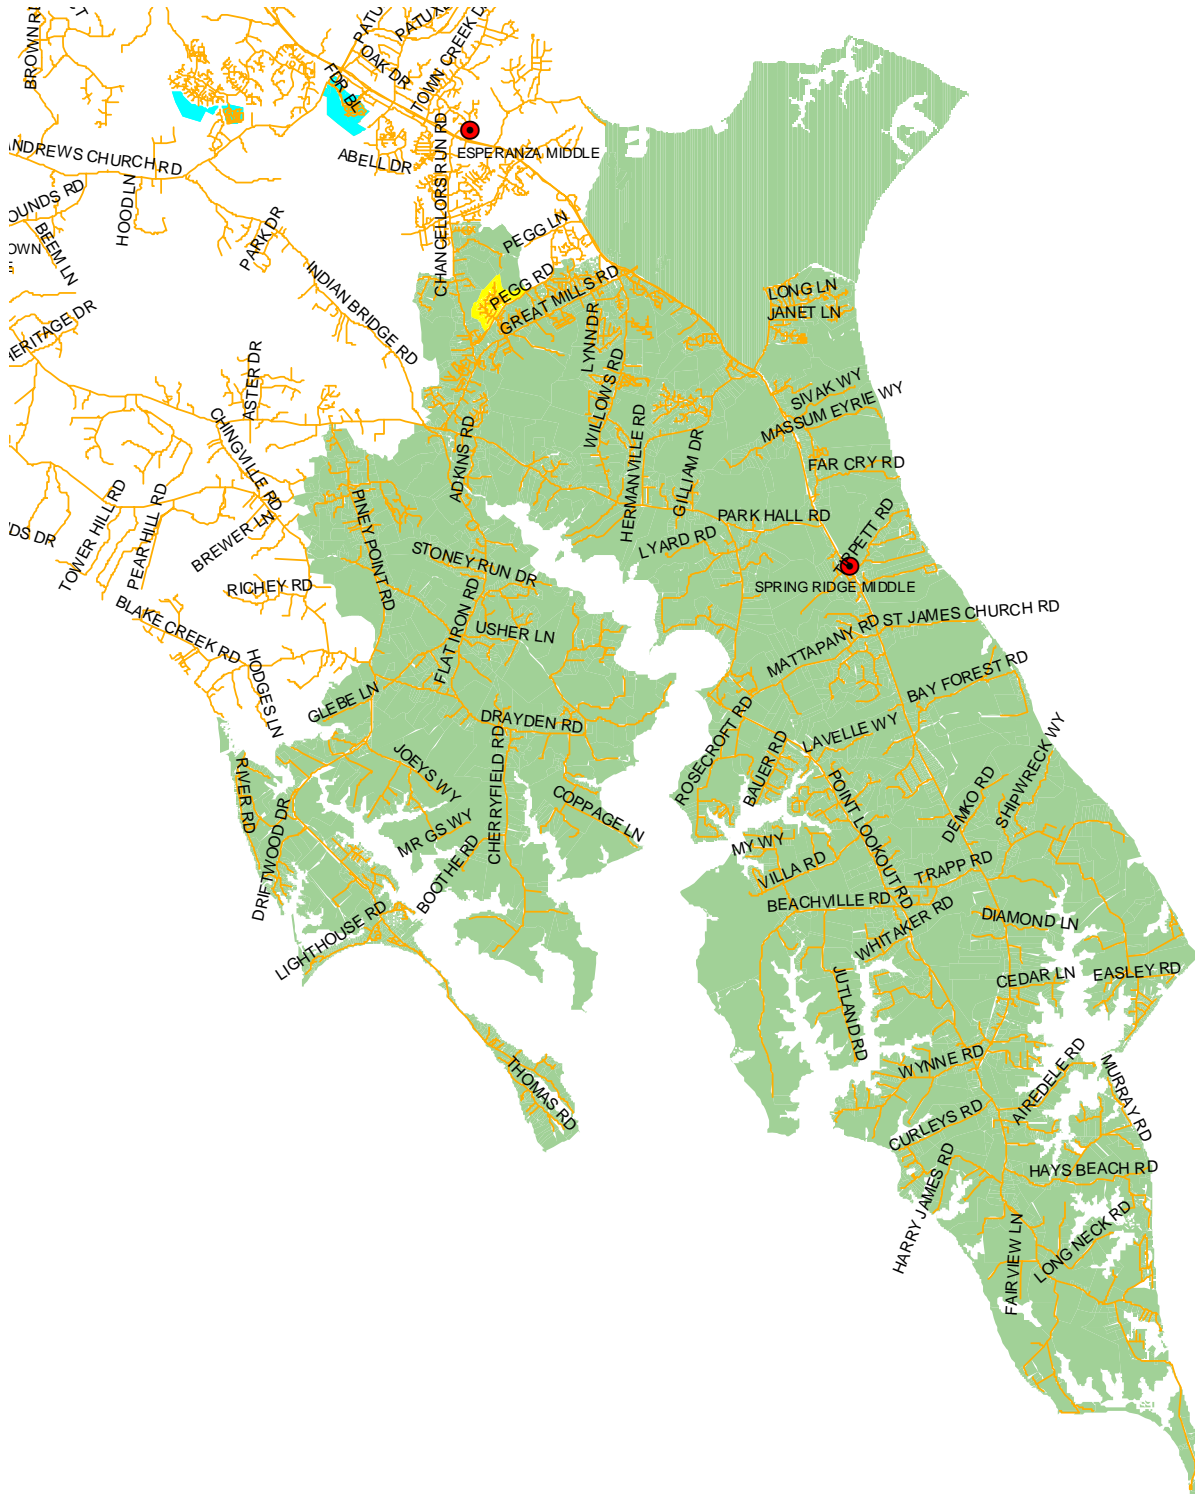 PATUX
TOWN CREEK D
OAK DR
FDR BL
ANDREWS CHURCH RD
ABELL DR
CHANCELLORS RUN RD
ESPERANZA MIDDLE
OUNDS RD
HOOD LN
BEEM LN
OWN
PARK DR
PEGG LN
INDIAN BRIDGE RD
PEGG RD
GREAT MILLS RD
LONG LN
JANET LN
HERITAGE DR
LYNN DR
ASTER DR
WILLOWS RD
SIVAK WY
MASSUM EYRIE WY
CHINGVILLE RD
ADKINS RD
HERMANVILLE RD
GILLIAM DR
FAR CRY RD
NDS DR
TOWER HILL RD
PEAR HILL RD
BREWER LN
PINEY POINT RD
PARK HALL RD
LYARD RD
STONEY RUN DR
SPRING RIDGE MIDDLE
RICHEY RD
BLAKE CREEK RD
FLAT IRON RD
USHER LN
MATTAPANY RD
ST JAMES CHURCH RD
HODGES LN
GLEBE LN
BAY FOREST RD
DRAYDEN RD
ROSECROFT RD
LAVELLE WY
BAUER RD
SHIPWRECK WY
RIVER RD
JOEYS WY
CHERRYFIELD RD
COPPAGE LN
POINT LOOKOUT RD
DEMKO RD
DRIFTWOOD DR
MR GS WY
BOOTHE RD
MY WY
VILLA RD
TRAPP RD
BEACHVILLE RD
WHITAKER RD
DIAMOND LN
LIGHTHOUSE RD
JUTLAND RD
CEDAR LN
EASLEY RD
WYNNE RD
AIREDELE RD
MURRAY RD
THOMAS RD
CURLEYS RD
HARRY JAMES RD
HAYS BEACH RD
FAIRVIEW LN
LONG NECK RD